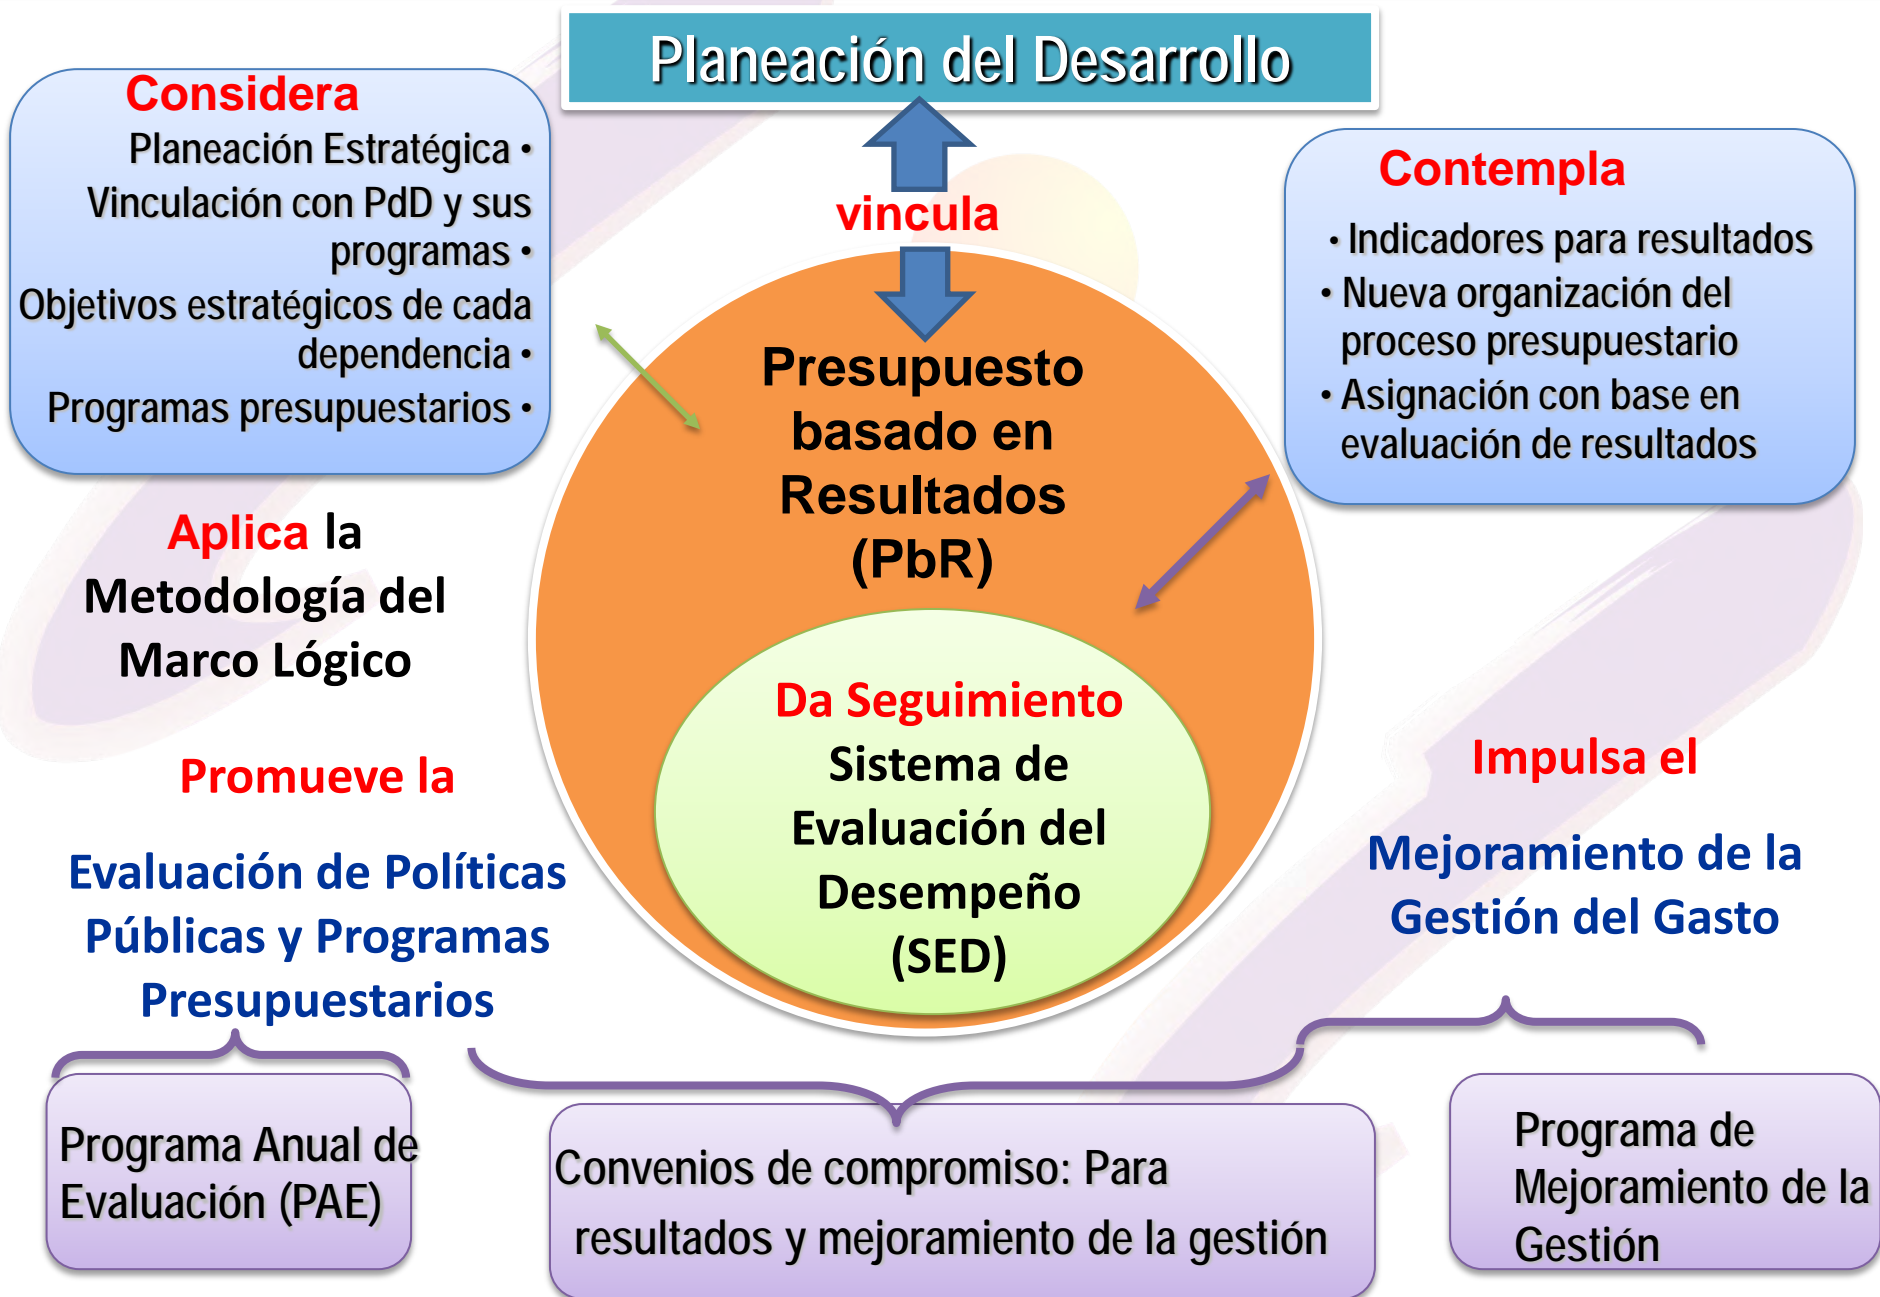 Planeación del Desarrollo
Considera
Planeación Estratégica •
Vinculación con PdD y sus
programas •
Objetivos estratégicos de cada
dependencia •
Programas presupuestarios •
vincula
Contempla
• Indicadores para resultados
• Nueva organización del
proceso presupuestario
• Asignación con base en
evaluación de resultados
Presupuesto
basado en
Resultados
(PbR)
Aplica la
Metodología del
Marco Lógico
Da Seguimiento
Sistema de
Evaluación del
Desempeño
(SED)
Promueve la
Evaluación de Políticas
Públicas y Programas
Presupuestarios
Impulsa el
Mejoramiento de la
Gestión del Gasto
Programa Anual de
Evaluación (PAE)
Convenios de compromiso: Para
resultados y mejoramiento de la gestión
Programa de
Mejoramiento de la
Gestión